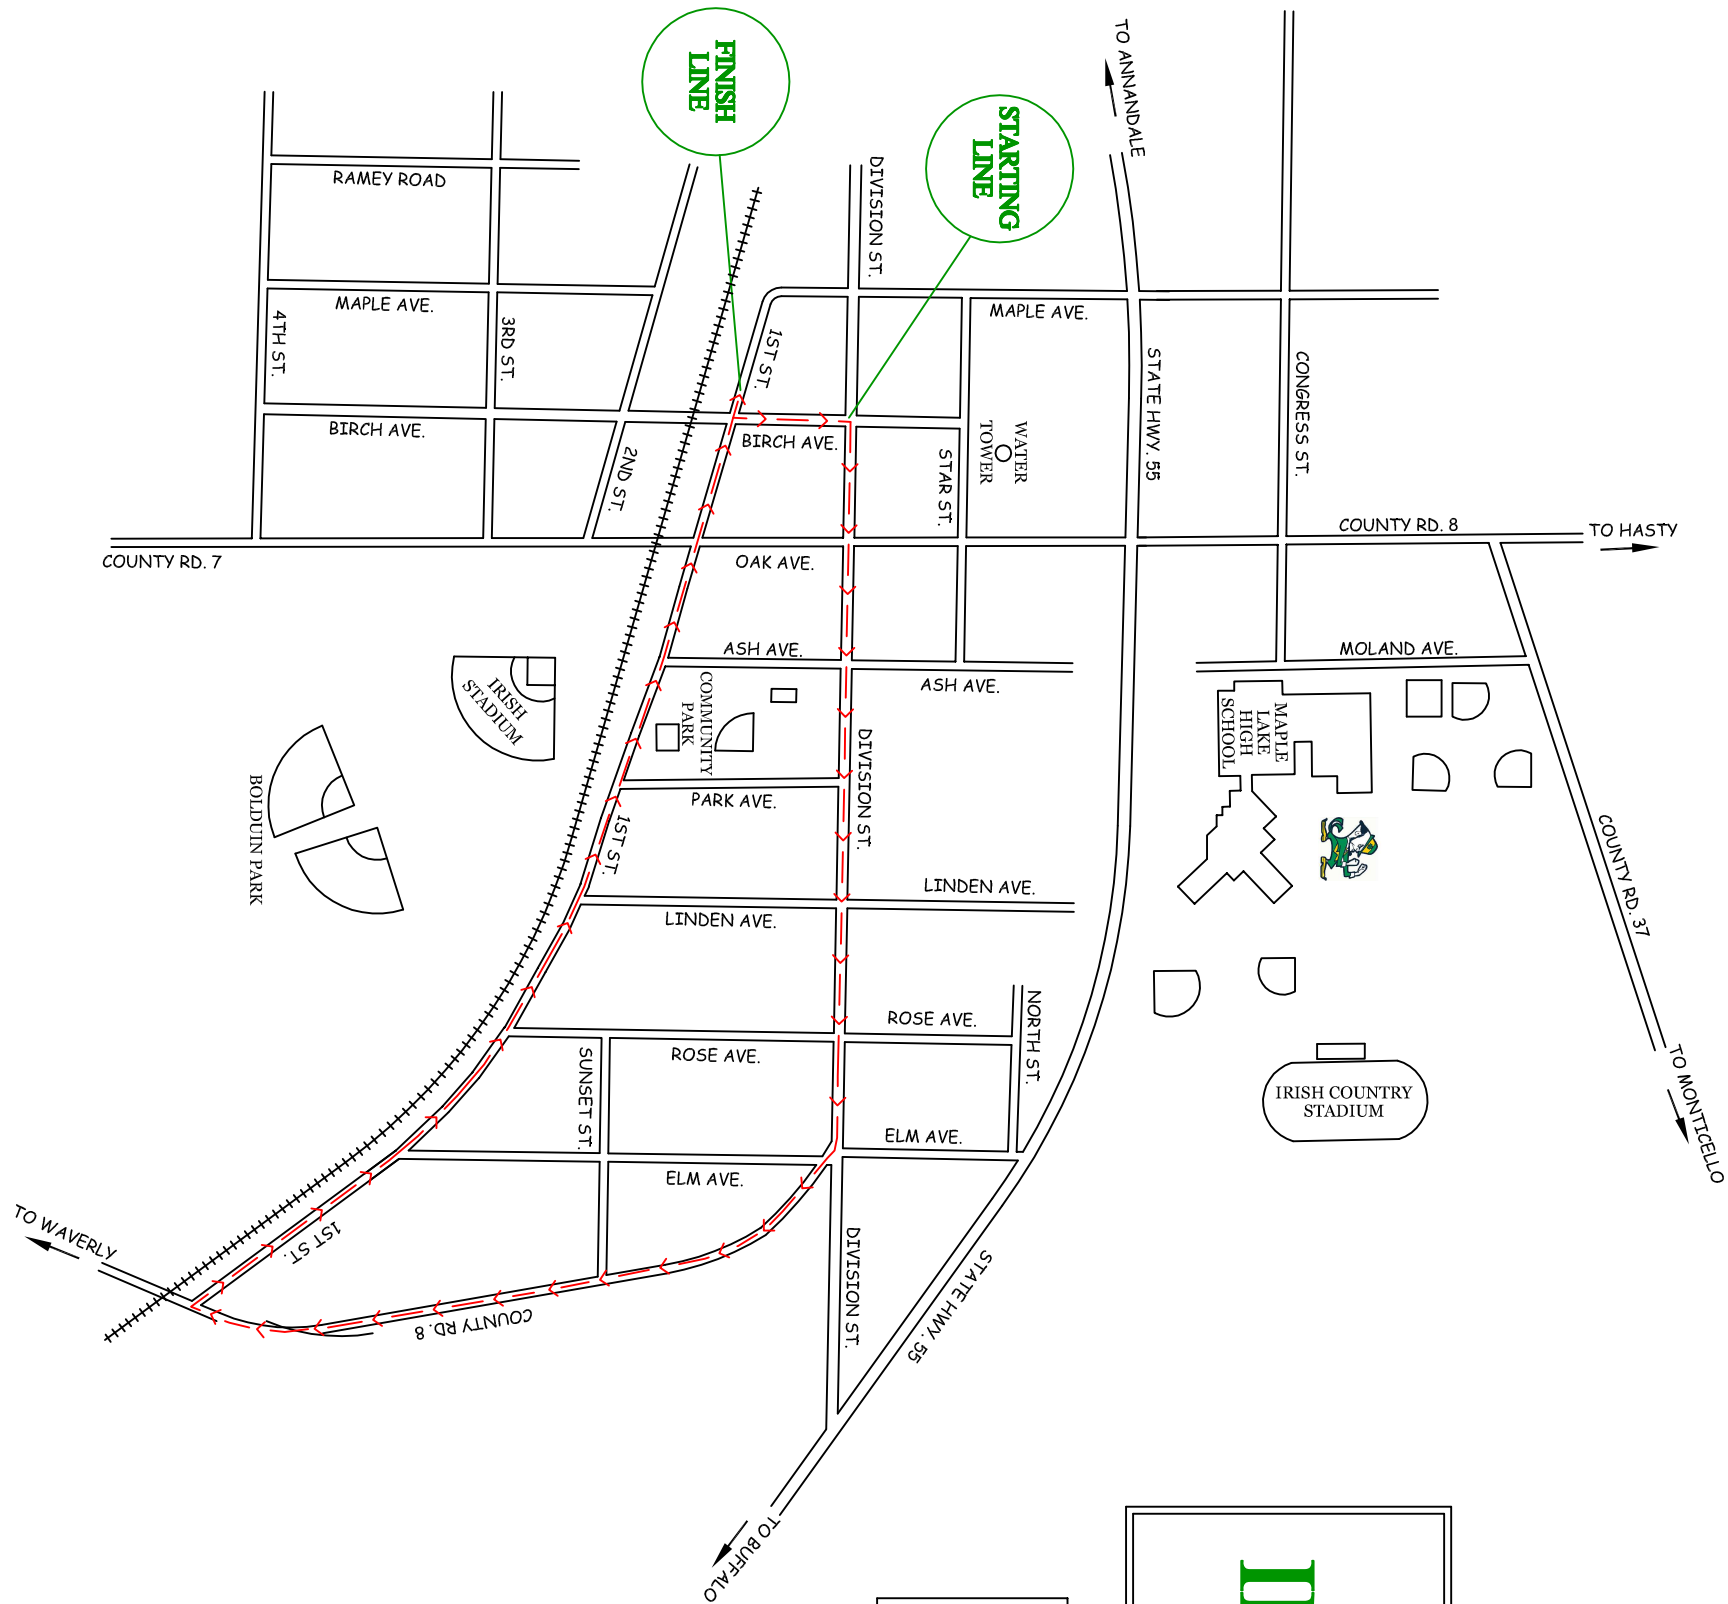 FINISH
LINE
STARTING
LINE
TO ANNANDALE
DIVISION ST.
RAMEY ROAD
MAPLE AVE.
MAPLE AVE.
4TH ST.
3RD ST.
1ST ST.
STATE HWY. 55
CONGRESS ST.
BIRCH AVE.
BIRCH AVE.
2ND ST.
STAR ST.
WATER
TOWER
COUNTY RD. 8
TO HASTY
COUNTY RD. 7
OAK AVE.
ASH AVE.
ASH AVE.
MOLAND AVE.
IRISH
STADIUM
COMMUNITY
PARK
MAPLE
LAKE
HIGH
SCHOOL
DIVISION ST.
BOLDUIN PARK
PARK AVE.
1ST ST.
COUNTY RD. 37
LINDEN AVE.
LINDEN AVE.
NORTH ST.
ROSE AVE.
ROSE AVE.
SUNSET ST.
IRISH COUNTRY
STADIUM
TO MONTICELLO
ELM AVE.
ELM AVE.
TO WAVERLY
1ST ST.
DIVISION ST.
STATE HWY. 55
COUNTY RD. 8
TO BUFFALO